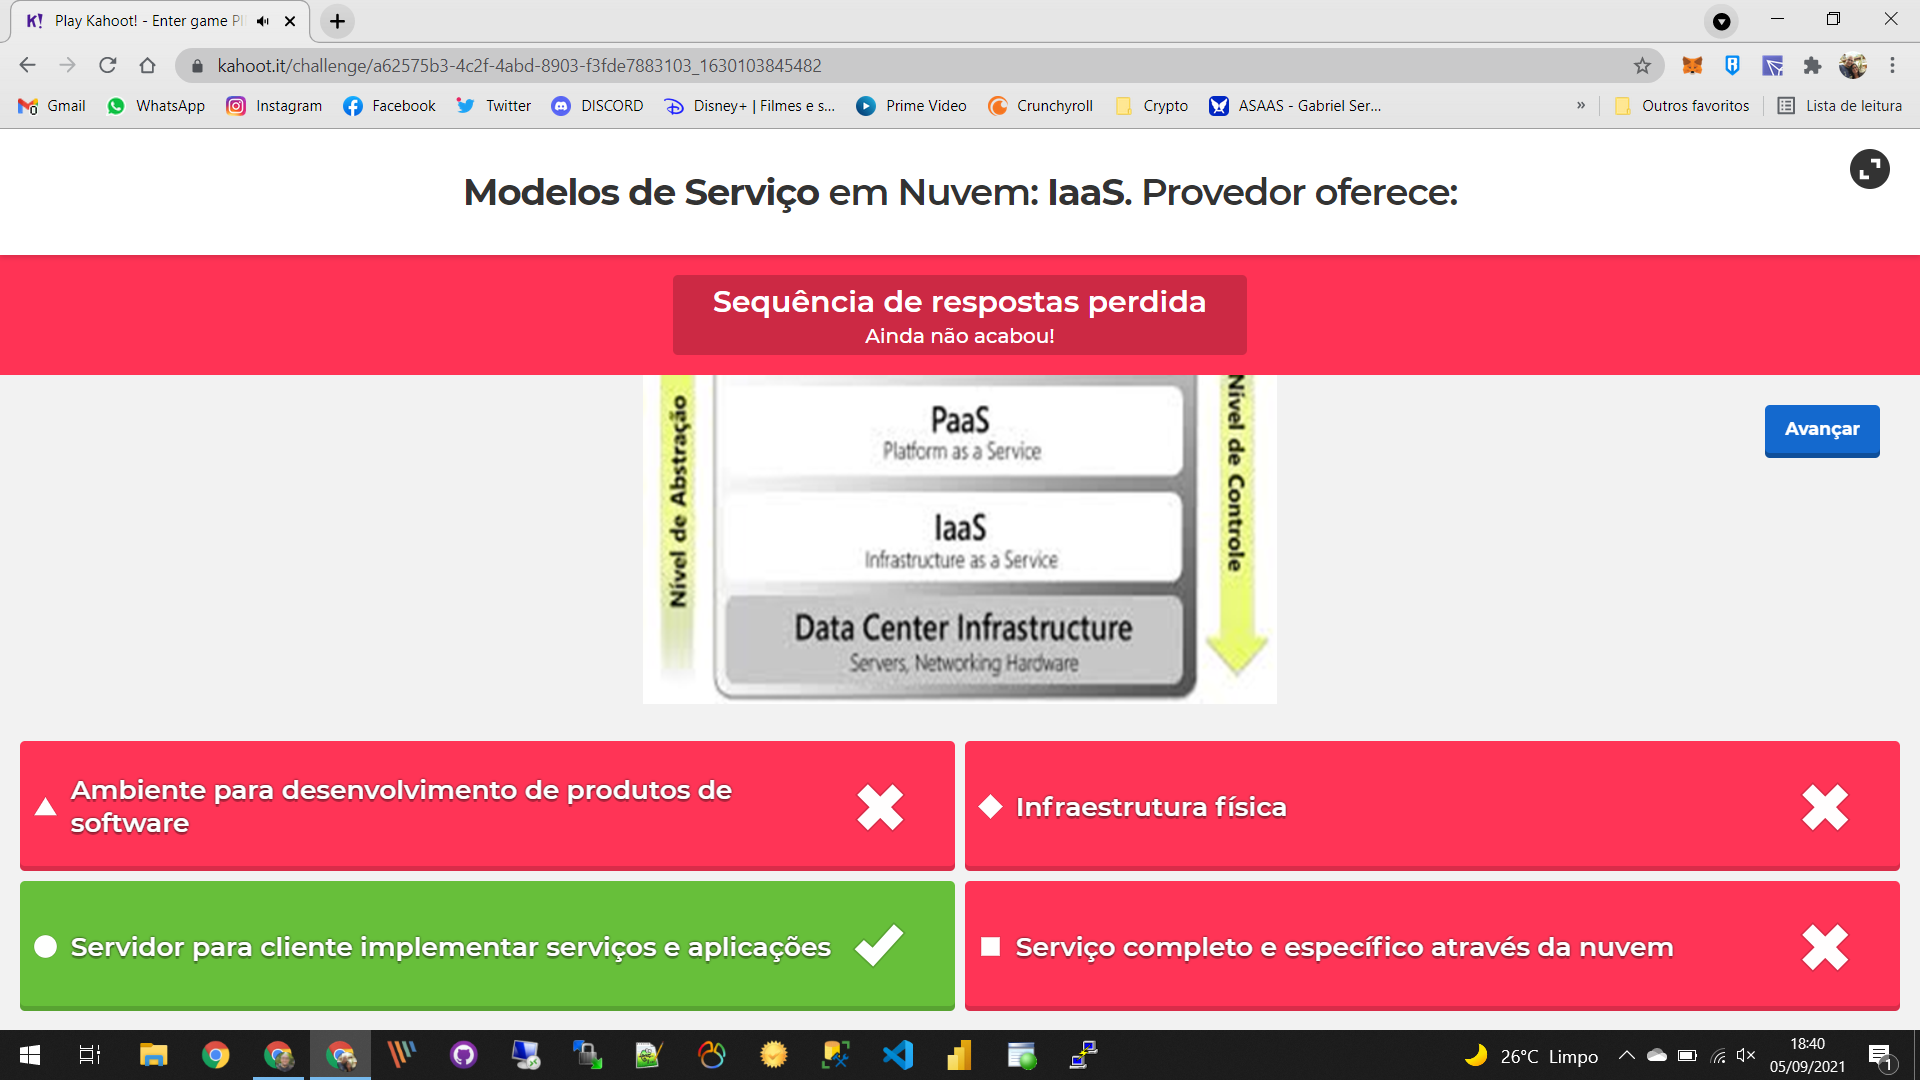 Play Kahoot! - Enter game P
kahoot.it/challenge/a62575b3-4c2f-4abd-8903-f3fde7883103_1630103845482
Gmail WhatsApp Instagram Facebook Twitter DISCORD Disney+ | Filmes e s... Prime Video Crunchyroll Crypto ASAAS - Gabriel Ser... » Outros favoritos Lista de leitura
Modelos de Serviço em Nuvem: IaaS. Provedor oferece:
Sequência de respostas perdida
Ainda não acabou!
Avançar
Nível de Abstração
Nível de Controle
PaaS
Platform as a Service
IaaS
Infrastructure as a Service
Data Center Infrastructure
Servers, Networking Hardware
Ambiente para desenvolvimento de produtos de
software
Infraestrutura física
Servidor para cliente implementar serviços e aplicações
Serviço completo e específico através da nuvem
26°C Limpo
18:40
05/09/2021
1